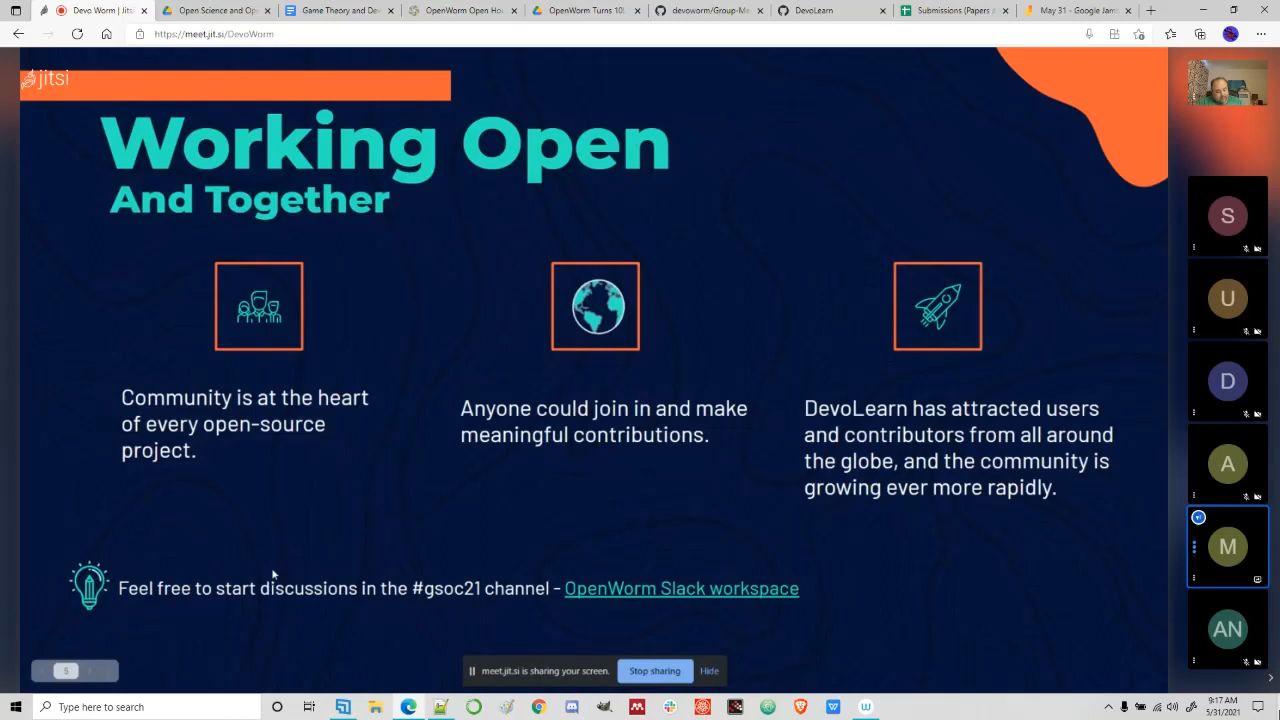 Dev Worm Jitsi
Open Science and Ope
Game Theory and Dev
OpenWorm Open Hou
OpenWorm Turns 10!
devoworm/Group-Me
DevoLearn
Submissions (Papers a
May 31 - Google Jam
https://meet.jit.si/DevoWorm
jitsi
Working Open
And Together
Community is at the heart
of every open-source
project.
Anyone could join in and make
meaningful contributions.
DevoLearn has attracted users
and contributors from all around
the globe, and the community is
growing ever more rapidly.
Feel free to start discussions in the #gsoc21 channel - OpenWorm Slack workspace
S
U
D
A
M
AN
5
meet.jit.si is sharing your screen.
Stop sharing
Hide
Type here to search
9:17 AM
5/31/2021